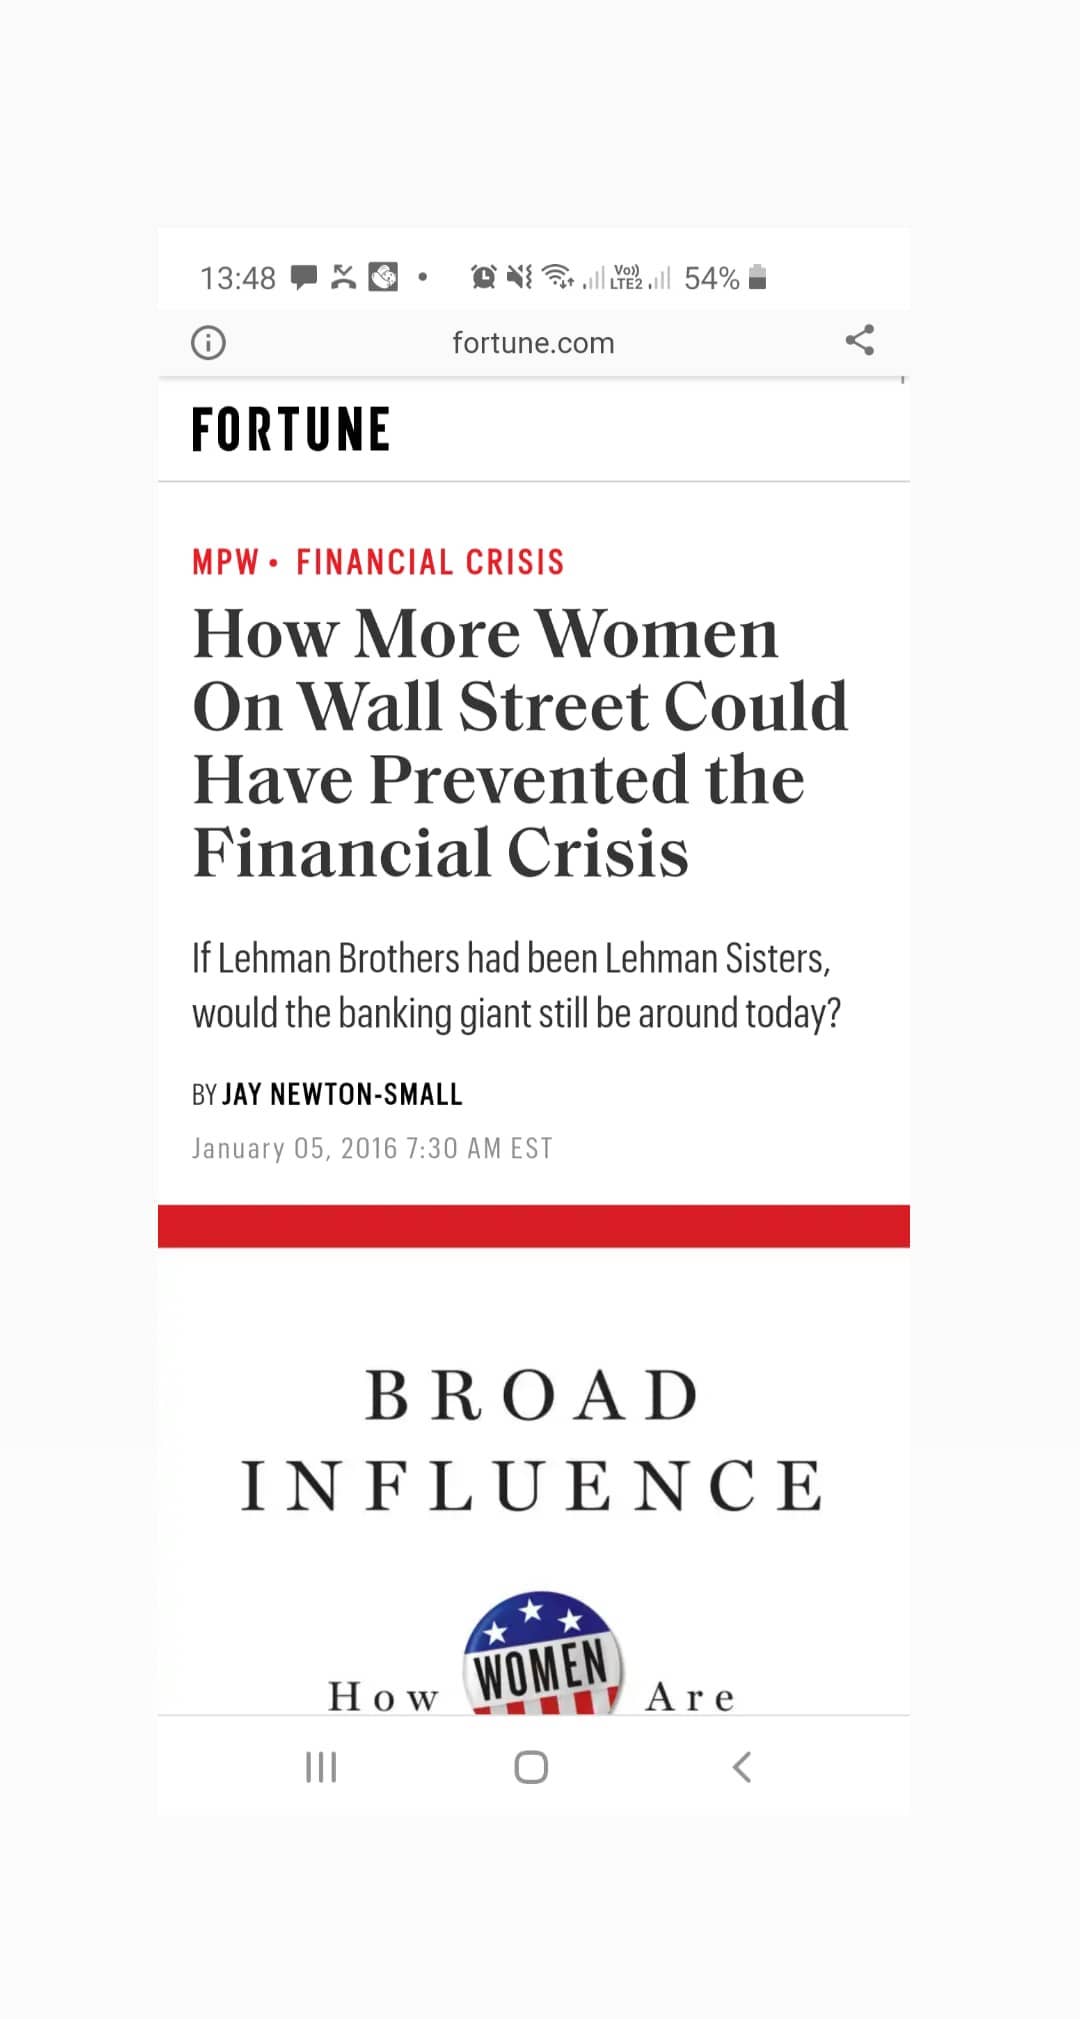 13:48 Vo)) LTE2 54%
fortune.com
FORTUNE
MPW • FINANCIAL CRISIS
How More Women
On Wall Street Could
Have Prevented the
Financial Crisis
If Lehman Brothers had been Lehman Sisters,
would the banking giant still be around today?
BY JAY NEWTON-SMALL
January 05, 2016 7:30 AM EST
BROAD
INFLUENCE
How WOMEN Are